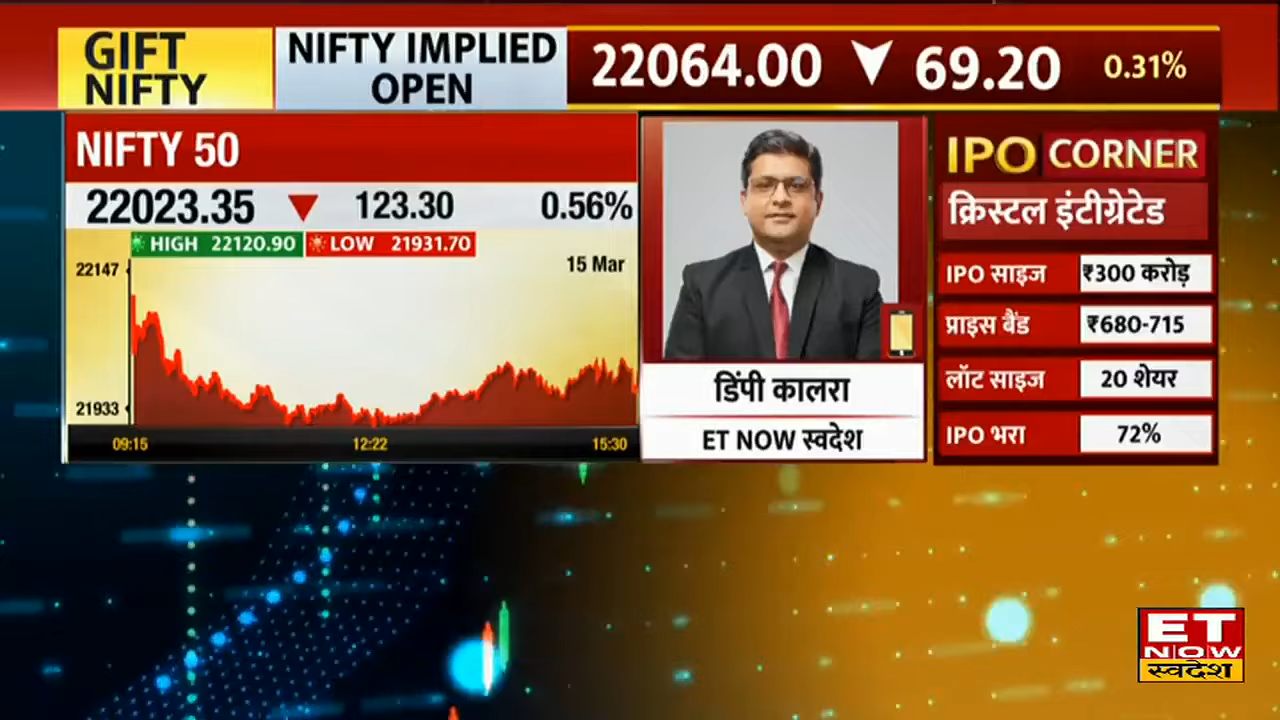 GIFT
NIFTY
NIFTY IMPLIED
OPEN
22064.00 69.20 0.31%
NIFTY 50
22023.35 123.30 0.56%
HIGH 22120.90 LOW 21931.70
22147
15 Mar
21933
09:15 12:22 15:30
डिंपी कालरा
ET NOW स्वदेश
IPO CORNER
क्रिस्टल इंटीग्रेटेड
IPO साइज ₹300 करोड़
प्राइस बैंड ₹680-715
लॉट साइज 20 शेयर
IPO भरा 72%
ET
NOW
स्वदेश